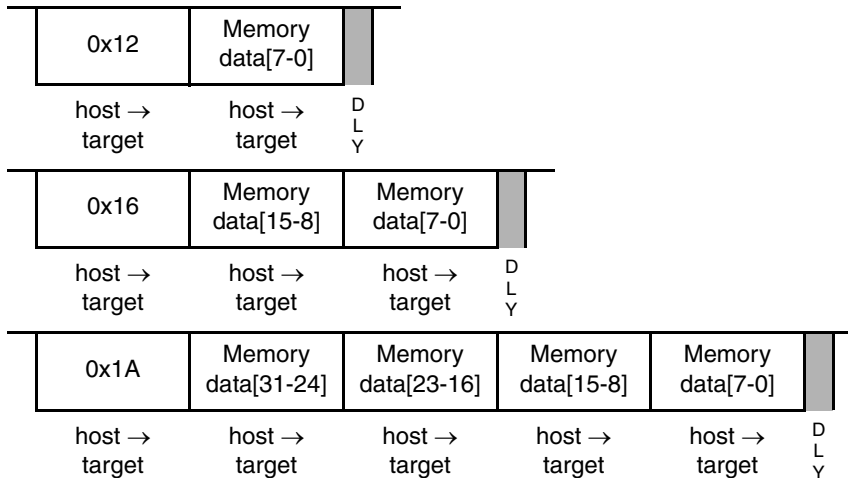 0x12 Memory
data[7-0]
host → host → D
L
target target Y
0x16 Memory Memory
data[15-8] data[7-0]
host → host → host → D
L
target target target Y
0x1A Memory Memory Memory Memory
data[31-24] data[23-16] data[15-8] data[7-0]
host → host → host → host → host → D
L
target target target target target Y